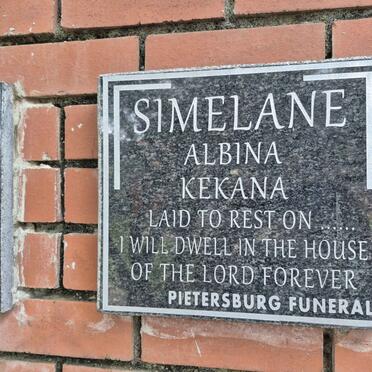 SIMELANE
ALBINA
KEKANA
LAID TO REST ON ......
I WILL DWELL IN THE HOUSE
OF THE LORD FOREVER
PIETERSBURG FUNERAL